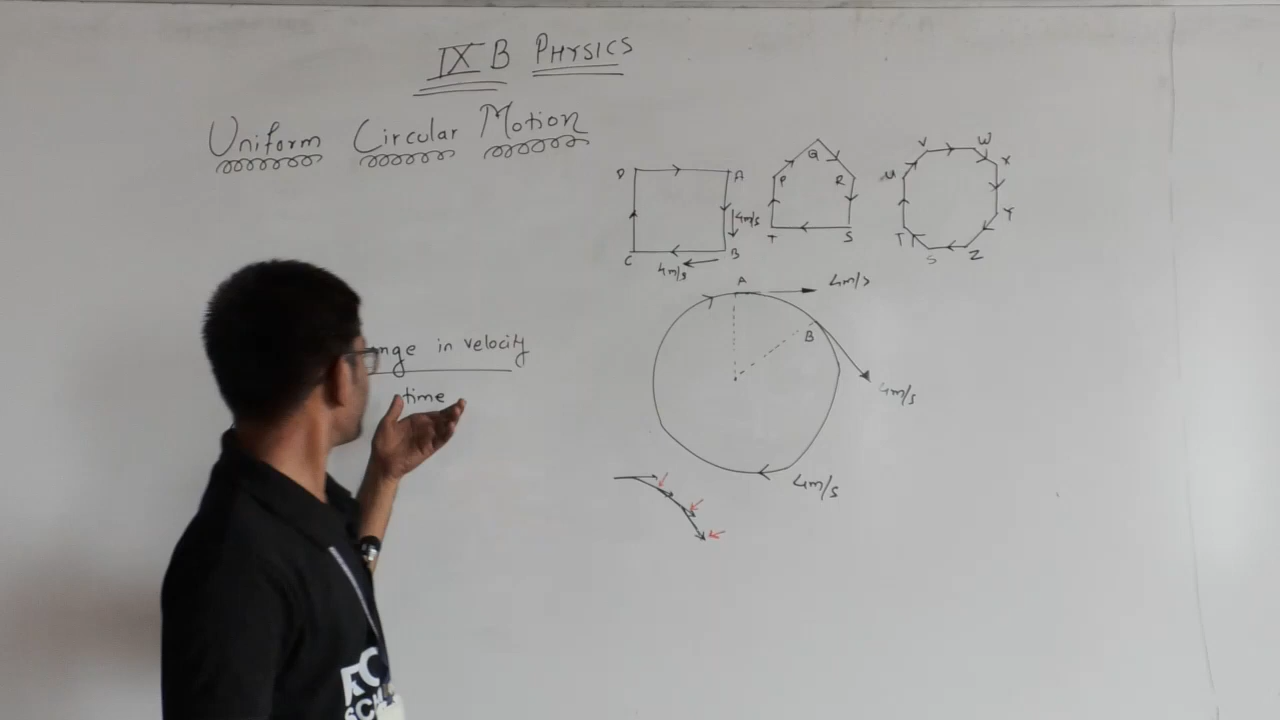 IX B PHYSICS
Uniform Circular Motion
D A
4m/s
C B
4m/s
Q
P R
T S
V W
U X
T Y
S Z
A 4m/s
B
4m/s
4m/s
nge in velocity
time